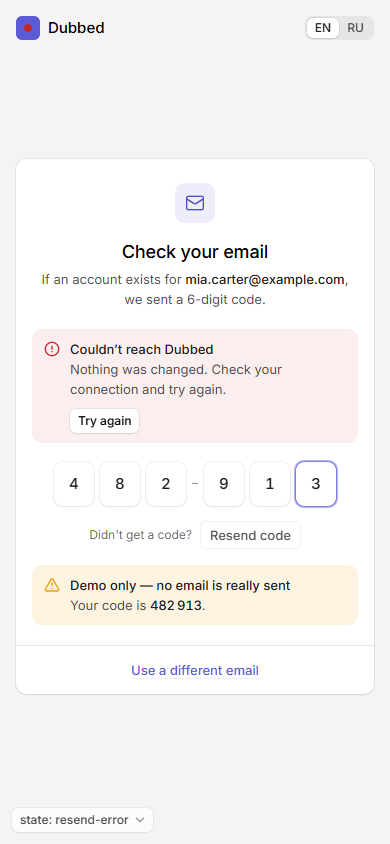 Dubbed
EN RU
Check your email
If an account exists for mia.carter@example.com,
we sent a 6-digit code.
Couldn't reach Dubbed
Nothing was changed. Check your
connection and try again.
Try again
4 8 2 – 9 1 3
Didn't get a code? Resend code
Demo only — no email is really sent
Your code is 482 913.
Use a different email
state: resend-error